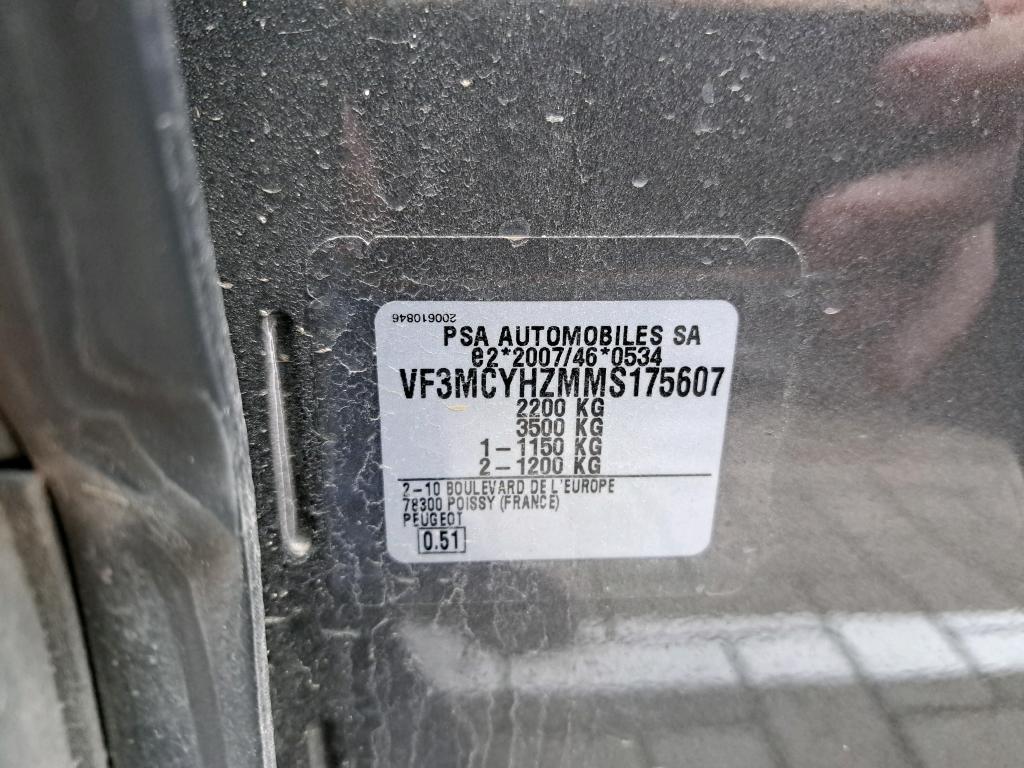 200610846
PSA AUTOMOBILES SA
e2*2007/46*0534
VF3MCYHZMMS175607
2200 KG
3500 KG
1-1150 KG
2-1200 KG
2-10 BOULEVARD DE L'EUROPE
78300 POISSY (FRANCE)
PEUGEOT
0.51